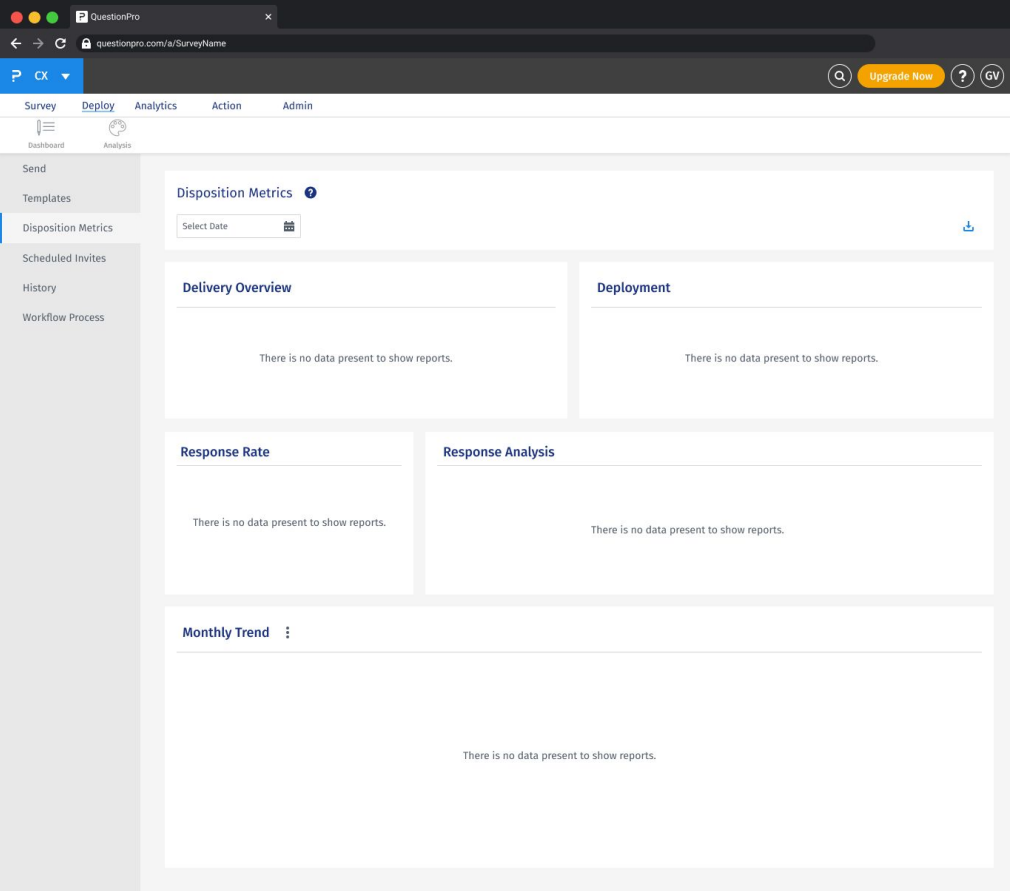 QuestionPro
questionpro.com/a/SurveyName
CX
Upgrade Now
?
GV
Survey
Deploy
Analytics
Action
Admin
Dashboard
Analysis
Send
Templates
Disposition Metrics
Scheduled Invites
History
Workflow Process
Disposition Metrics ?
Select Date
Delivery Overview
There is no data present to show reports.
Deployment
There is no data present to show reports.
Response Rate
There is no data present to show reports.
Response Analysis
There is no data present to show reports.
Monthly Trend
There is no data present to show reports.